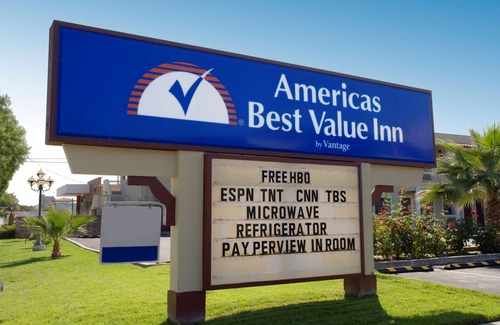 Americas
Best Value Inn
by Vantage
FREE HBO
ESPN TNT CNN TBS
MICROWAVE
REFRIGERATOR
PAY PERVIEW IN ROOM